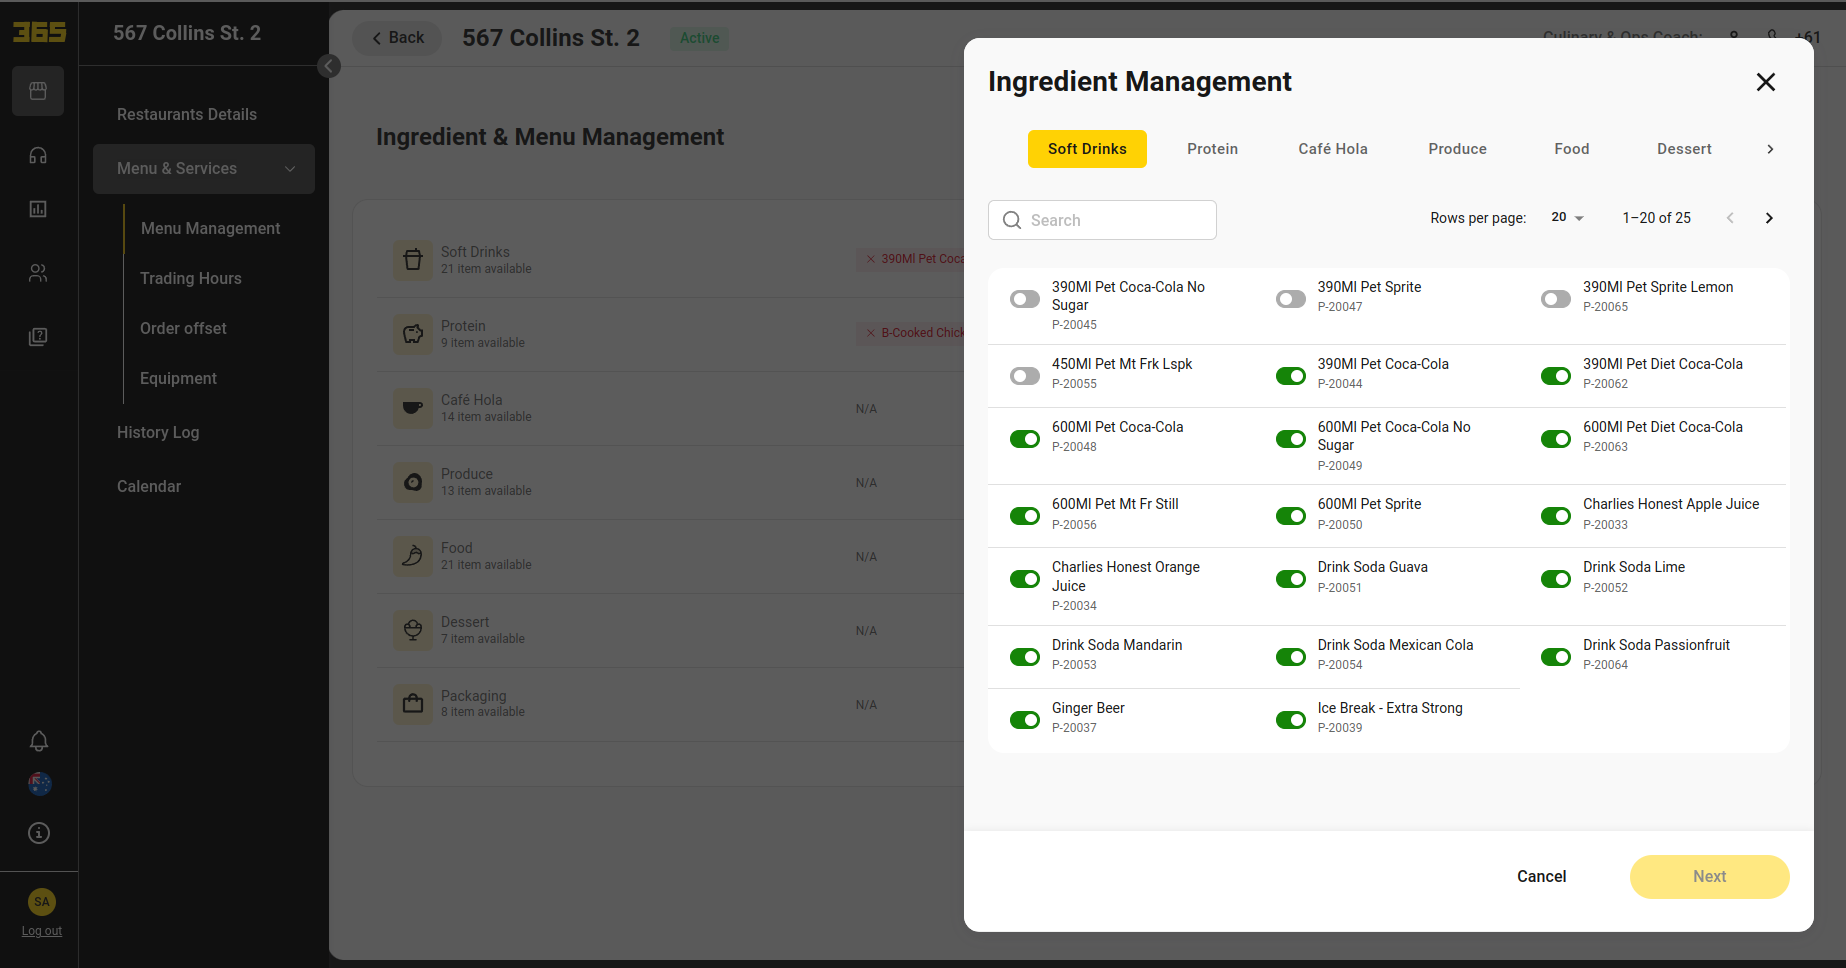 365
567 Collins St. 2
Restaurants Details
Menu & Services
Menu Management
Trading Hours
Order offset
Equipment
History Log
Calendar
SA
Log out
Back
567 Collins St. 2
Active
Culinary & Ops Coach:
+61
Ingredient & Menu Management
Soft Drinks
21 item available
390Ml Pet Coca
Protein
9 item available
B-Cooked Chick
Café Hola
14 item available
N/A
Produce
13 item available
N/A
Food
21 item available
N/A
Dessert
7 item available
N/A
Packaging
8 item available
N/A
Ingredient Management
Soft Drinks
Protein
Café Hola
Produce
Food
Dessert
Search
Rows per page:
20
1–20 of 25
390Ml Pet Coca-Cola No
Sugar
P-20045
390Ml Pet Sprite
P-20047
390Ml Pet Sprite Lemon
P-20065
450Ml Pet Mt Frk Lspk
P-20055
390Ml Pet Coca-Cola
P-20044
390Ml Pet Diet Coca-Cola
P-20062
600Ml Pet Coca-Cola
P-20048
600Ml Pet Coca-Cola No
Sugar
P-20049
600Ml Pet Diet Coca-Cola
P-20063
600Ml Pet Mt Fr Still
P-20056
600Ml Pet Sprite
P-20050
Charlies Honest Apple Juice
P-20033
Charlies Honest Orange
Juice
P-20034
Drink Soda Guava
P-20051
Drink Soda Lime
P-20052
Drink Soda Mandarin
P-20053
Drink Soda Mexican Cola
P-20054
Drink Soda Passionfruit
P-20064
Ginger Beer
P-20037
Ice Break - Extra Strong
P-20039
Cancel
Next